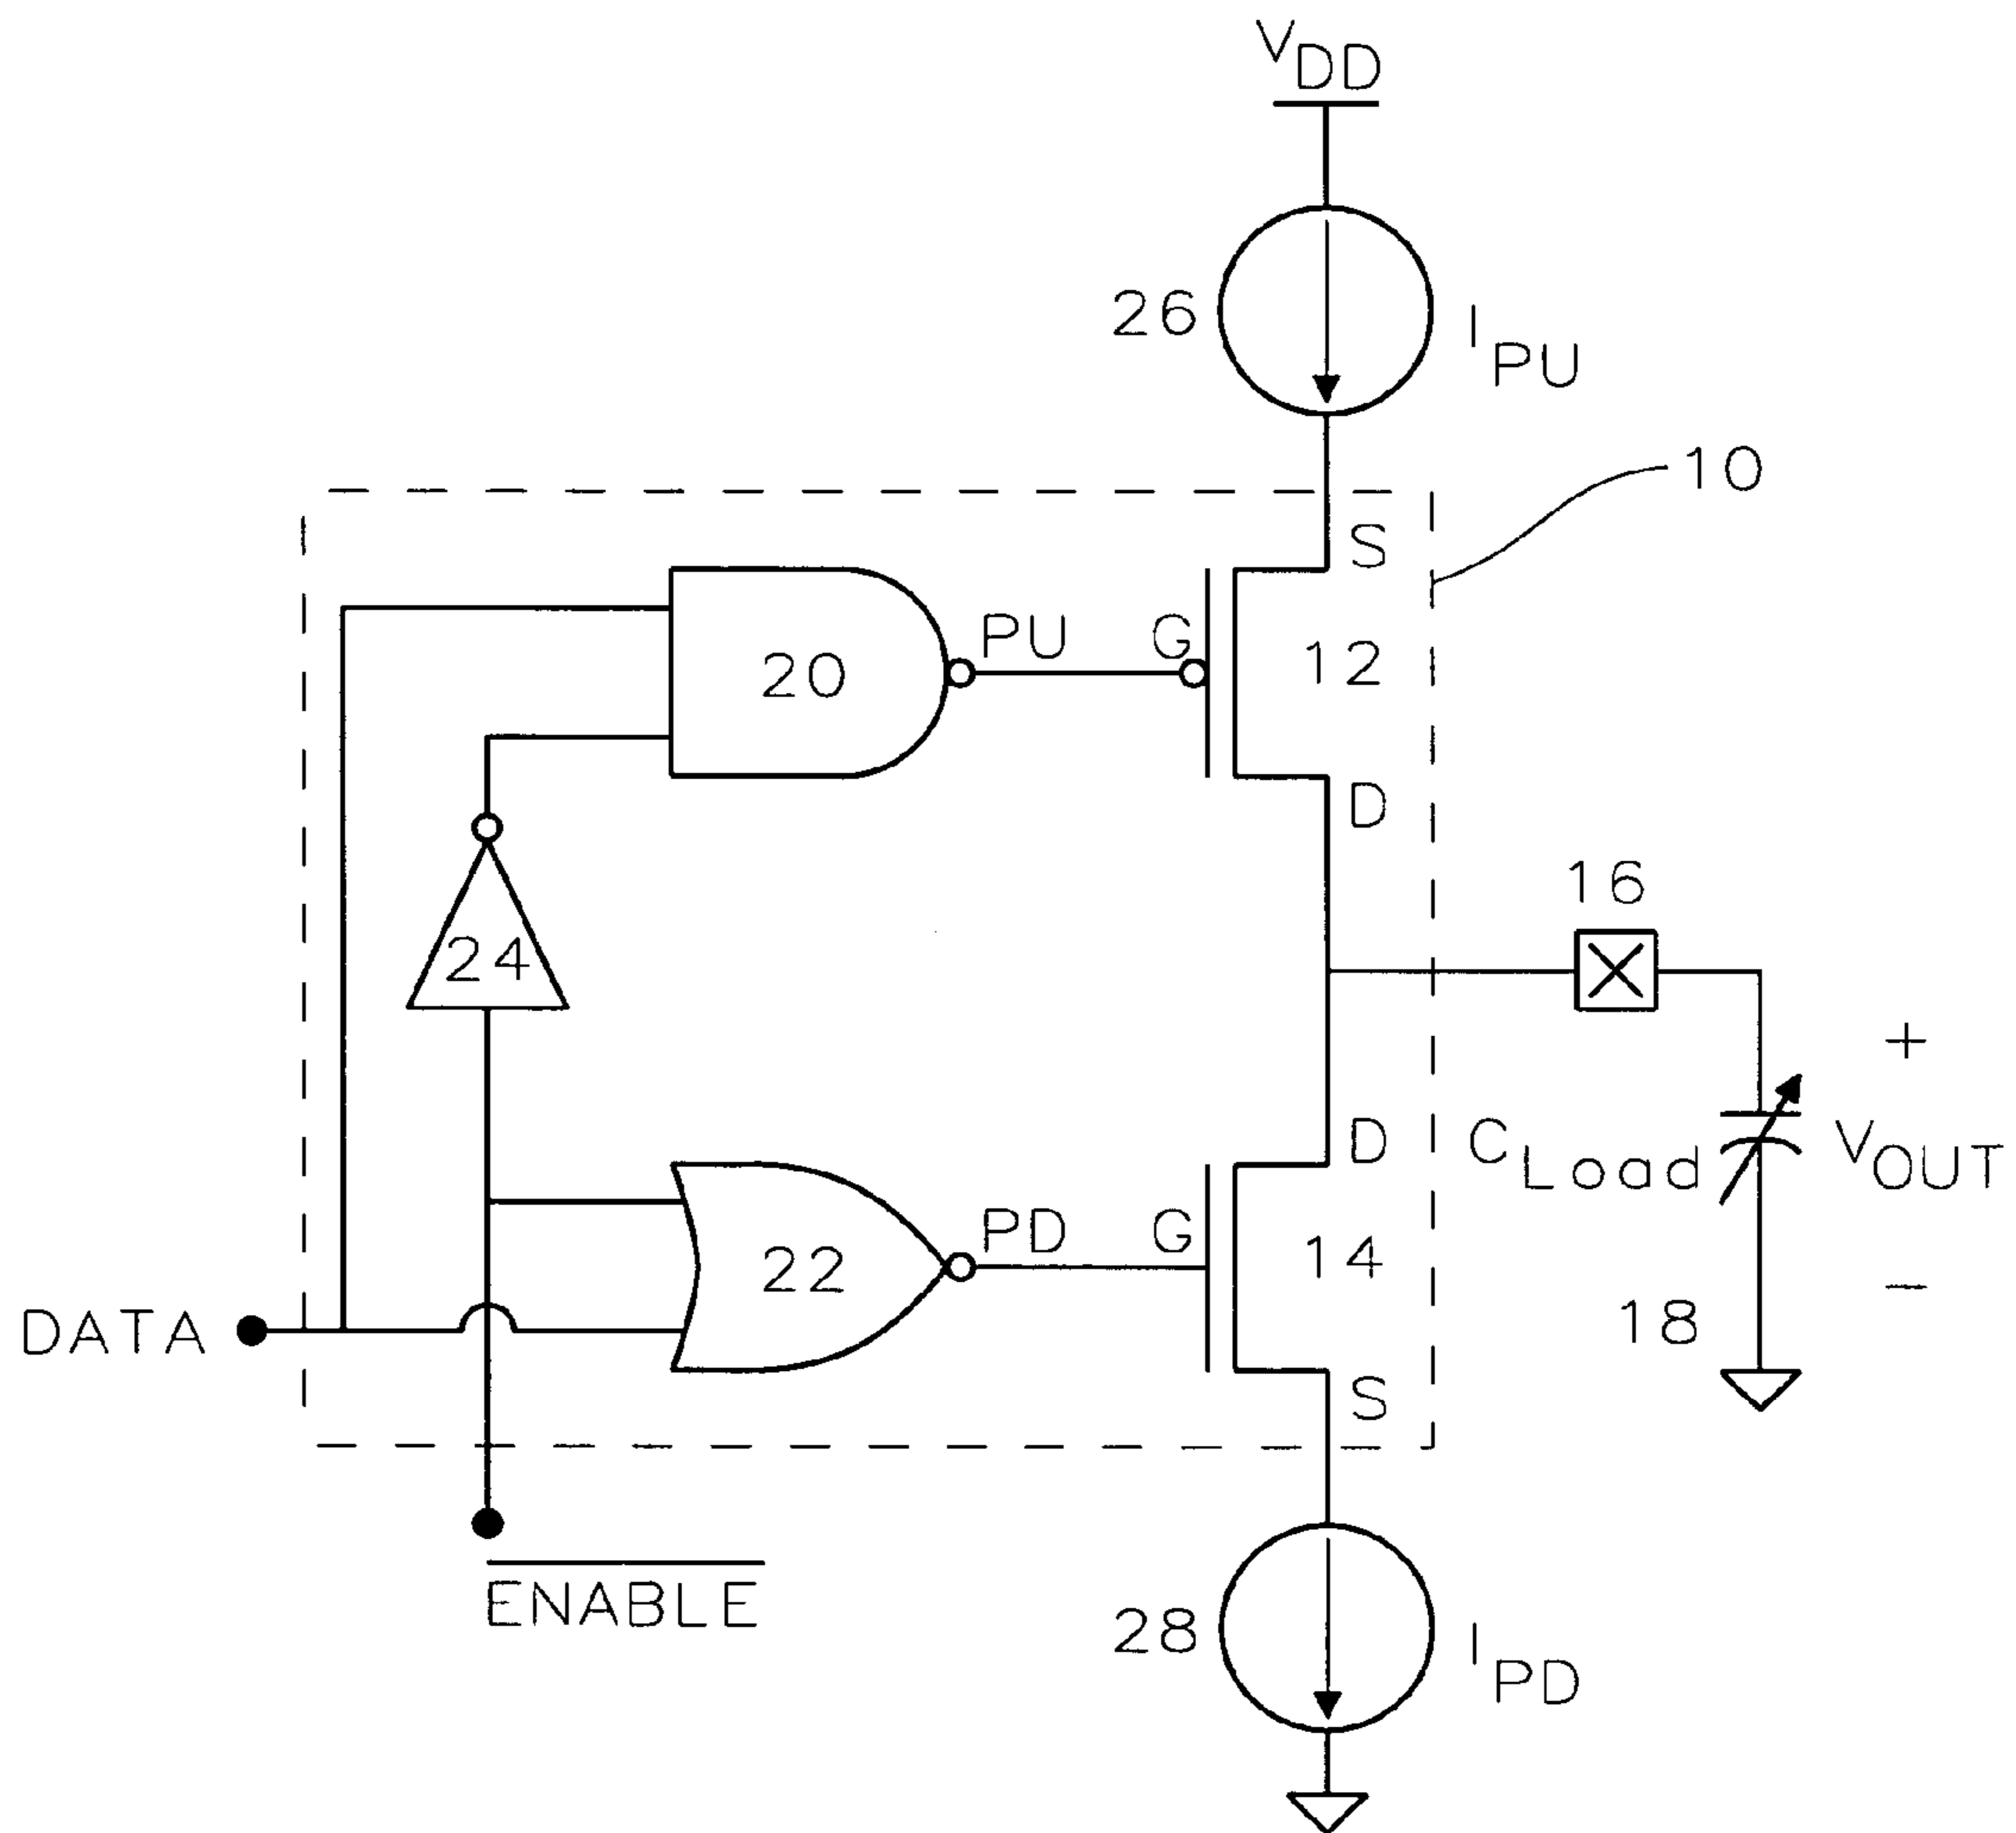 VDD
26
IPU
10
S
PU
G
12
20
D
16
24
+
D
CLoad
VOUT
PD
G
14
22
DATA
18
−
S
ENABLE
28
IPD